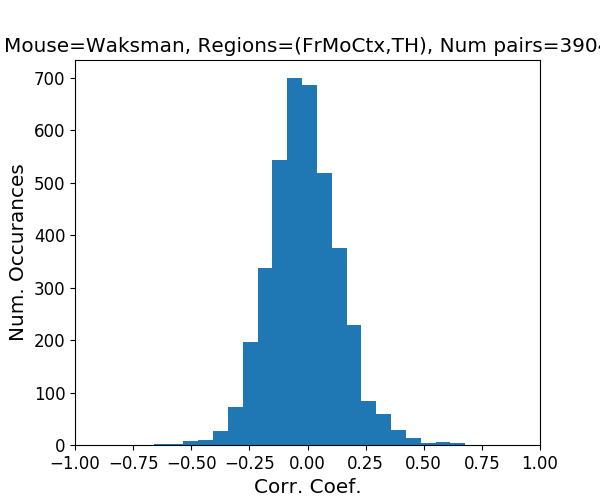 Mouse=Waksman, Regions=(FrMoCtx,TH), Num pairs=3904
700
600
500
400
300
200
100
0
Num. Occurances
−1.00 −0.75 −0.50 −0.25 0.00 0.25 0.50 0.75 1.00
Corr. Coef.